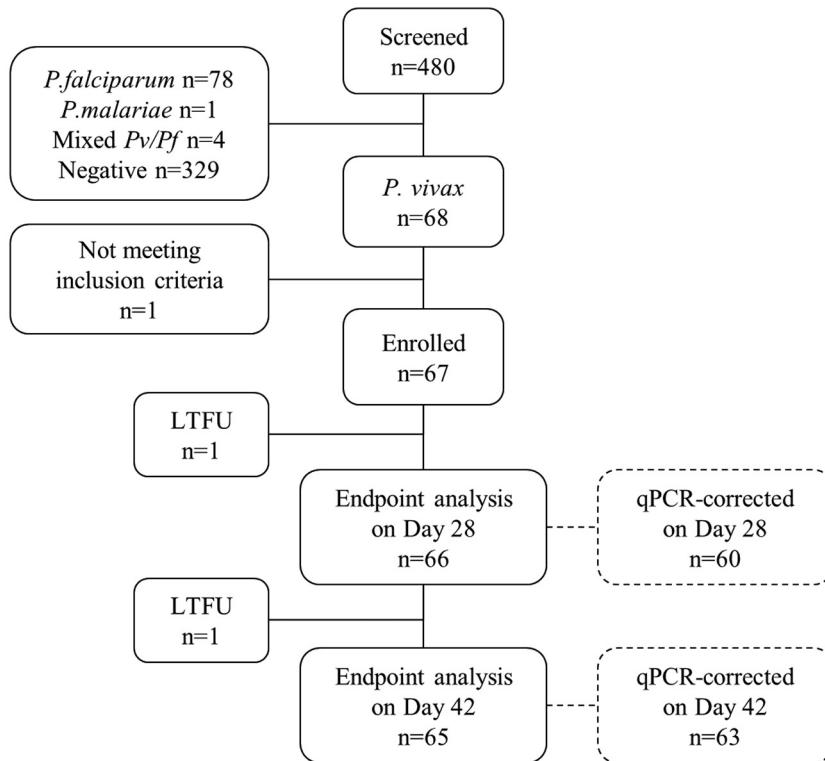 Screened
n=480
P.falciparum n=78
P.malariae n=1
Mixed Pv/Pf n=4
Negative n=329
P. vivax
n=68
Not meeting
inclusion criteria
n=1
Enrolled
n=67
LTFU
n=1
Endpoint analysis
on Day 28
n=66
qPCR-corrected
on Day 28
n=60
LTFU
n=1
Endpoint analysis
on Day 42
n=65
qPCR-corrected
on Day 42
n=63